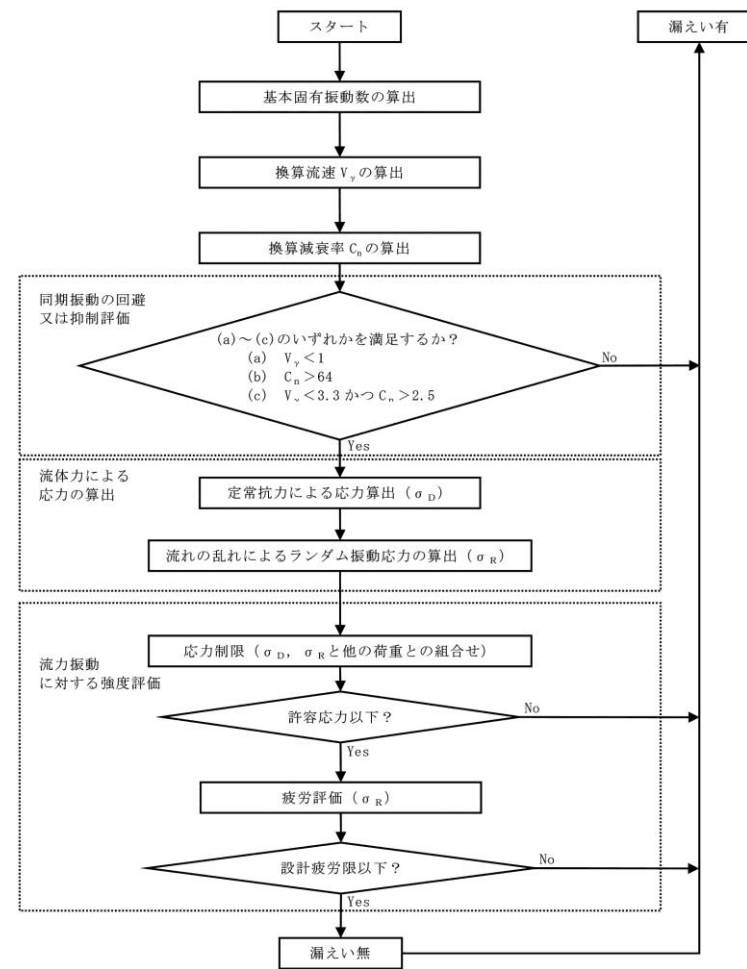 スタート
漏えい有
基本固有振動数の算出
換算流速Vγの算出
換算減衰率Cnの算出
同期振動の回避
又は抑制評価
(a)～(c)のいずれかを満足するか？
(a) Vγ＜1
(b) Cn＞64
(c) Vγ＜3.3かつCn＞2.5
No
Yes
流体力による
応力の算出
定常抗力による応力算出（σD）
流れの乱れによるランダム振動応力の算出（σR）
流力振動
に対する強度評価
応力制限（σD，σRと他の荷重との組合せ）
許容応力以下？
No
Yes
疲労評価（σR）
設計疲労限以下？
No
Yes
漏えい無